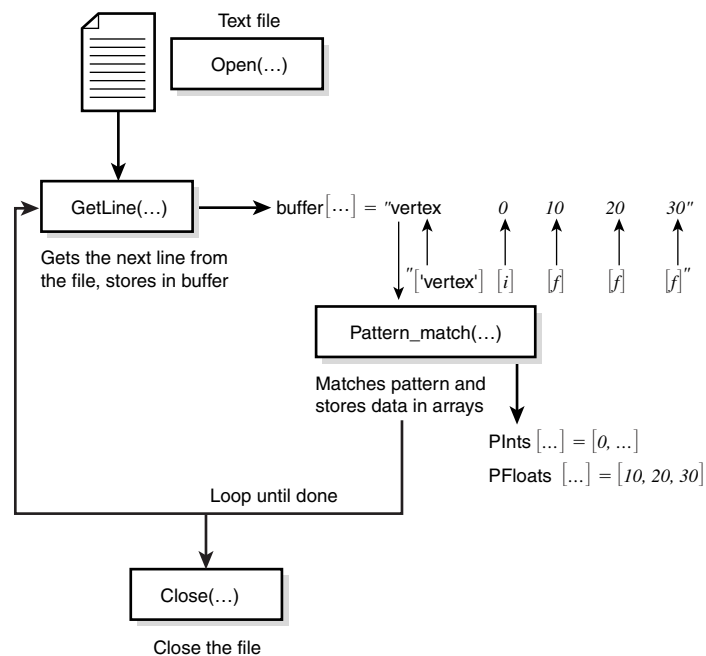 Text file
Open(…)
GetLine(…)
buffer[…] = "vertex 0 10 20 30"
Gets the next line from
the file, stores in buffer
"['vertex'] [i] [f] [f] [f]"
Pattern_match(…)
Matches pattern and
stores data in arrays
PInts […] = [0, …]
PFloats […] = [10, 20, 30]
Loop until done
Close(…)
Close the file